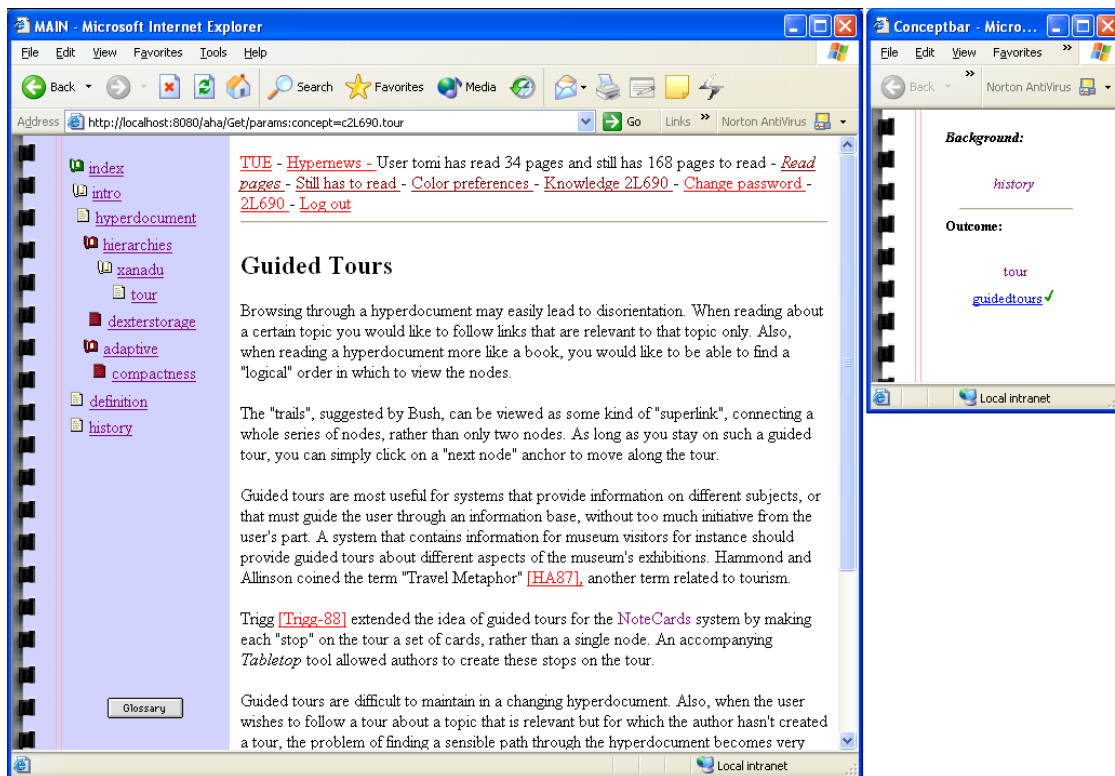 MAIN - Microsoft Internet Explorer
File Edit View Favorites Tools Help
Back Search Favorites Media
Address http://localhost:8080/aha/Get/params:concept=c2L690.tour Go Links » Norton AntiVirus
index
intro
hyperdocument
hierarchies
xanadu
tour
dexterstorage
adaptive
compactness
definition
history
Glossary
TUE - Hypernews - User tomi has read 34 pages and still has 168 pages to read - Read
pages - Still has to read - Color preferences - Knowledge 2L690 - Change password -
2L690 - Log out
Guided Tours
Browsing through a hyperdocument may easily lead to disorientation. When reading about
a certain topic you would like to follow links that are relevant to that topic only. Also,
when reading a hyperdocument more like a book, you would like to be able to find a
"logical" order in which to view the nodes.
The "trails", suggested by Bush, can be viewed as some kind of "superlink", connecting a
whole series of nodes, rather than only two nodes. As long as you stay on such a guided
tour, you can simply click on a "next node" anchor to move along the tour.
Guided tours are most useful for systems that provide information on different subjects, or
that must guide the user through an information base, without too much initiative from the
user's part. A system that contains information for museum visitors for instance should
provide guided tours about different aspects of the museum's exhibitions. Hammond and
Allinson coined the term "Travel Metaphor" [HA87], another term related to tourism.
Trigg [Trigg-88] extended the idea of guided tours for the NoteCards system by making
each "stop" on the tour a set of cards, rather than a single node. An accompanying
Tabletop tool allowed authors to create these stops on the tour.
Guided tours are difficult to maintain in a changing hyperdocument. Also, when the user
wishes to follow a tour about a topic that is relevant but for which the author hasn't created
a tour, the problem of finding a sensible path through the hyperdocument becomes very
Local intranet
Conceptbar - Micro...
File Edit View Favorites »
Back » Norton AntiVirus
Background:
history
Outcome:
tour
guidedtours
Local intranet